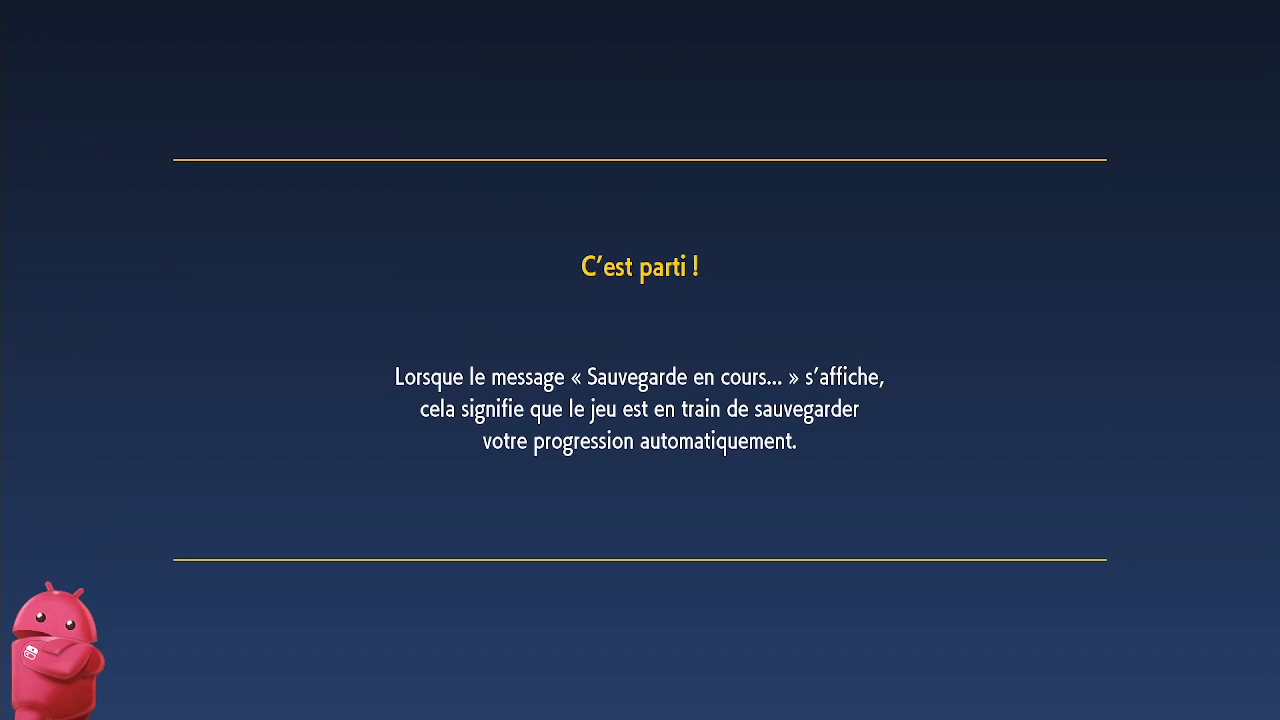 C’est parti !
Lorsque le message « Sauvegarde en cours... » s’affiche,
cela signifie que le jeu est en train de sauvegarder
votre progression automatiquement.